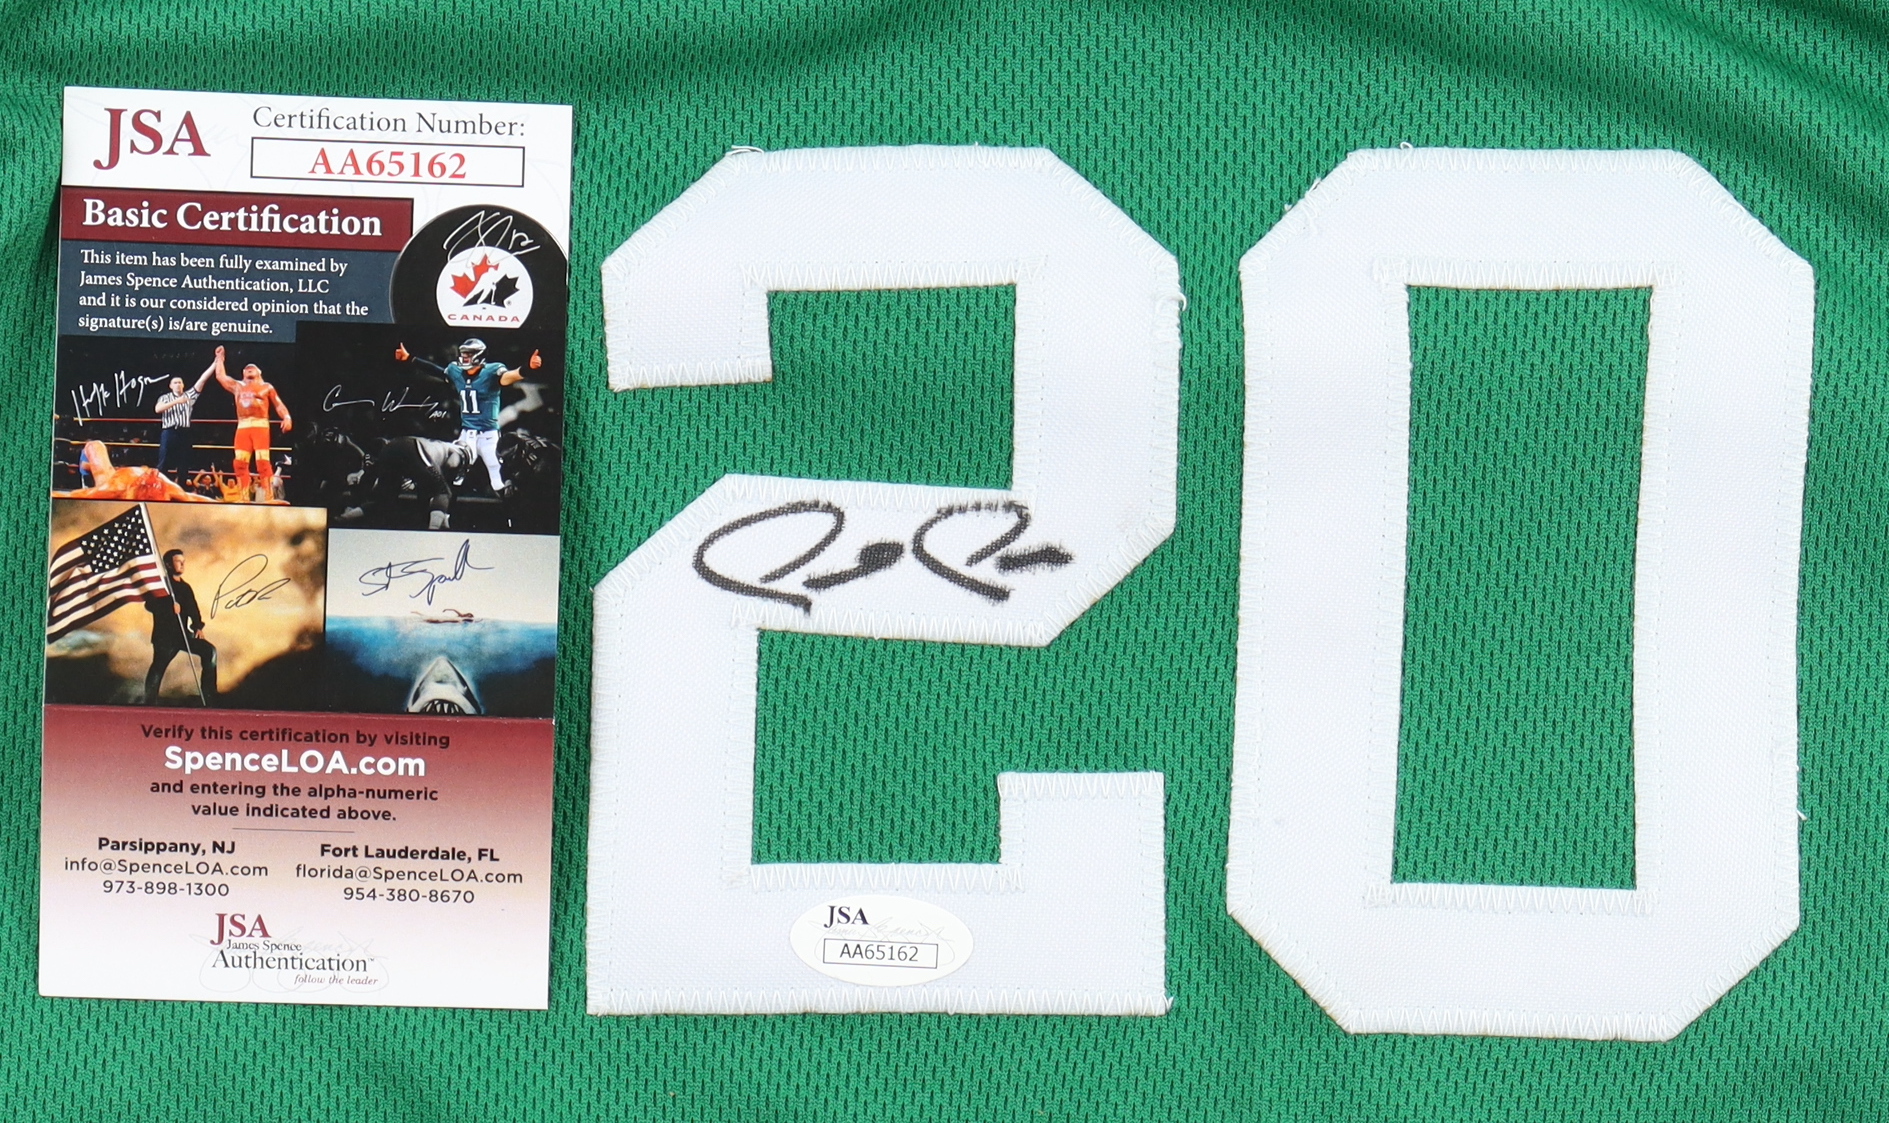 JSA
Certification Number:
AA65162
Basic Certification
This item has been fully examined by
James Spence Authentication, LLC
and it is our considered opinion that the
signature(s) is/are genuine.
CANADA
11
Verify this certification by visiting
SpenceLOA.com
and entering the alpha-numeric
value indicated above.
Parsippany, NJ
info@SpenceLOA.com
973-898-1300
Fort Lauderdale, FL
florida@SpenceLOA.com
954-380-8670
JSA
James Spence
Authentication™
follow the leader
20
JSA
AA65162